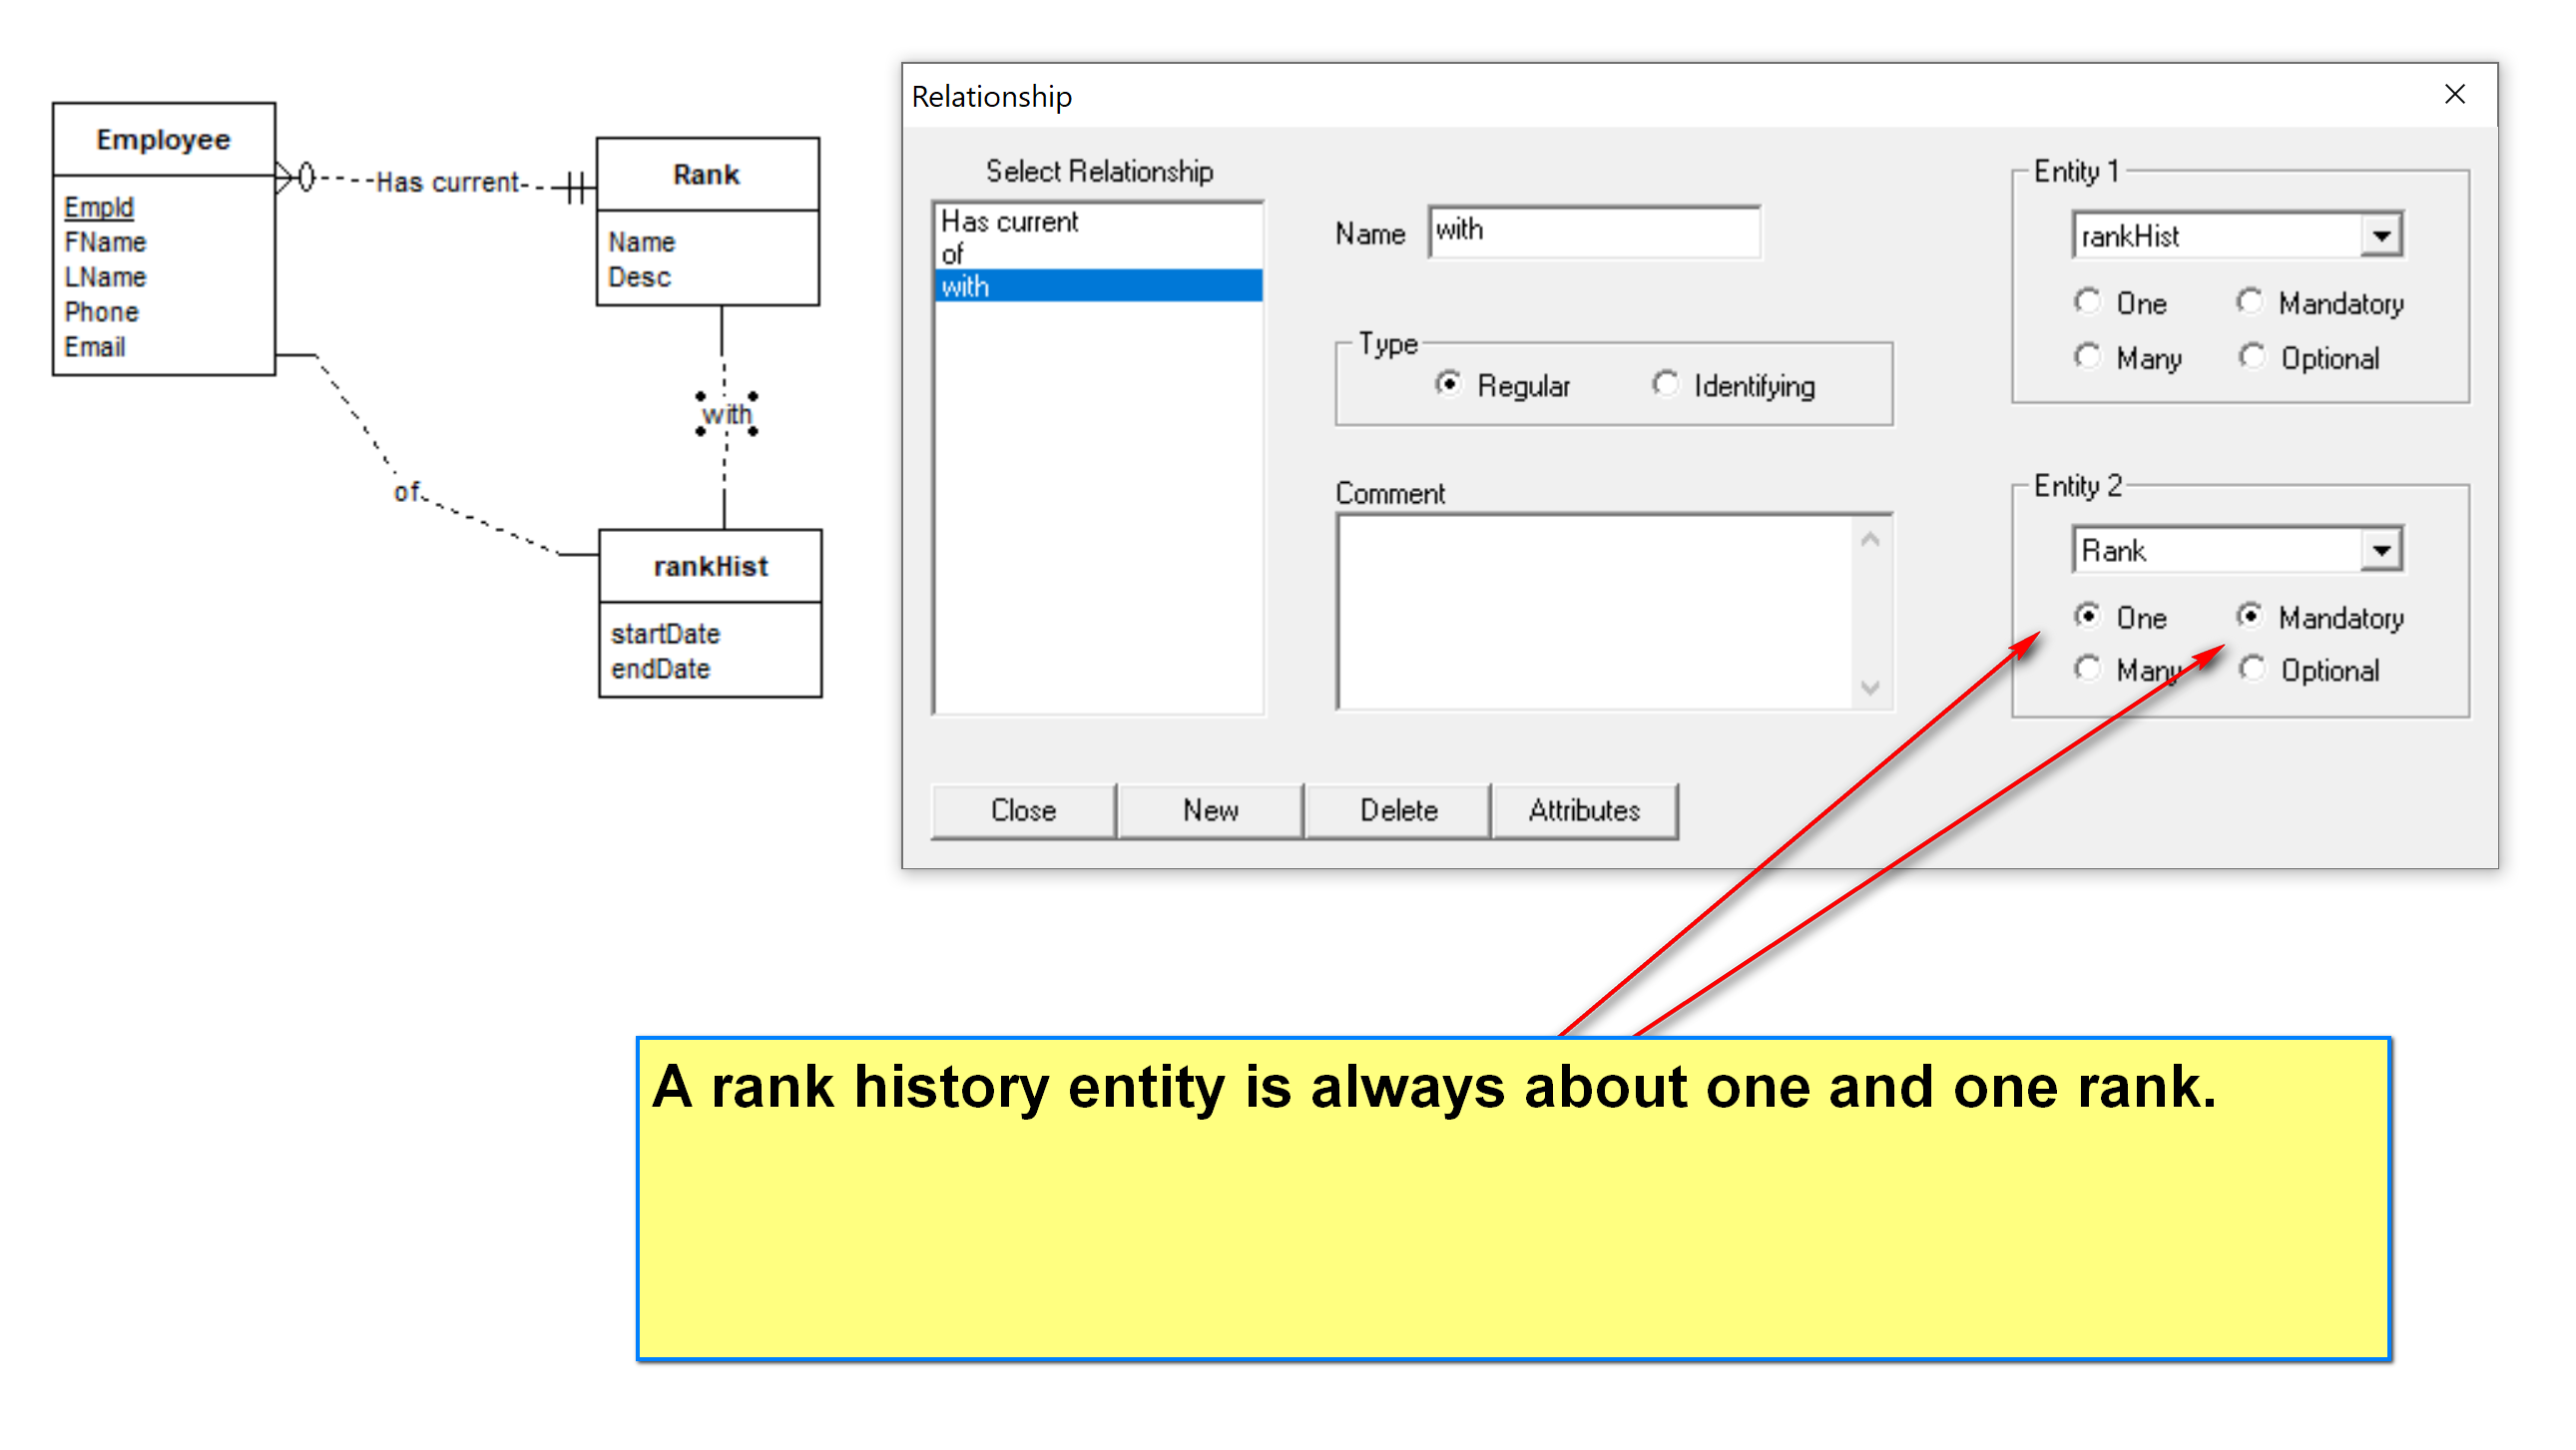 Employee
EmpId
FName
LName
Phone
Email
Has current
Rank
Name
Desc
with
of
rankHist
startDate
endDate
Relationship
Select Relationship
Has current
of
with
Name with
Type
Regular Identifying
Comment
Entity 1
rankHist
One Mandatory
Many Optional
Entity 2
Rank
One Mandatory
Many Optional
Close New Delete Attributes
A rank history entity is always about one and one rank.